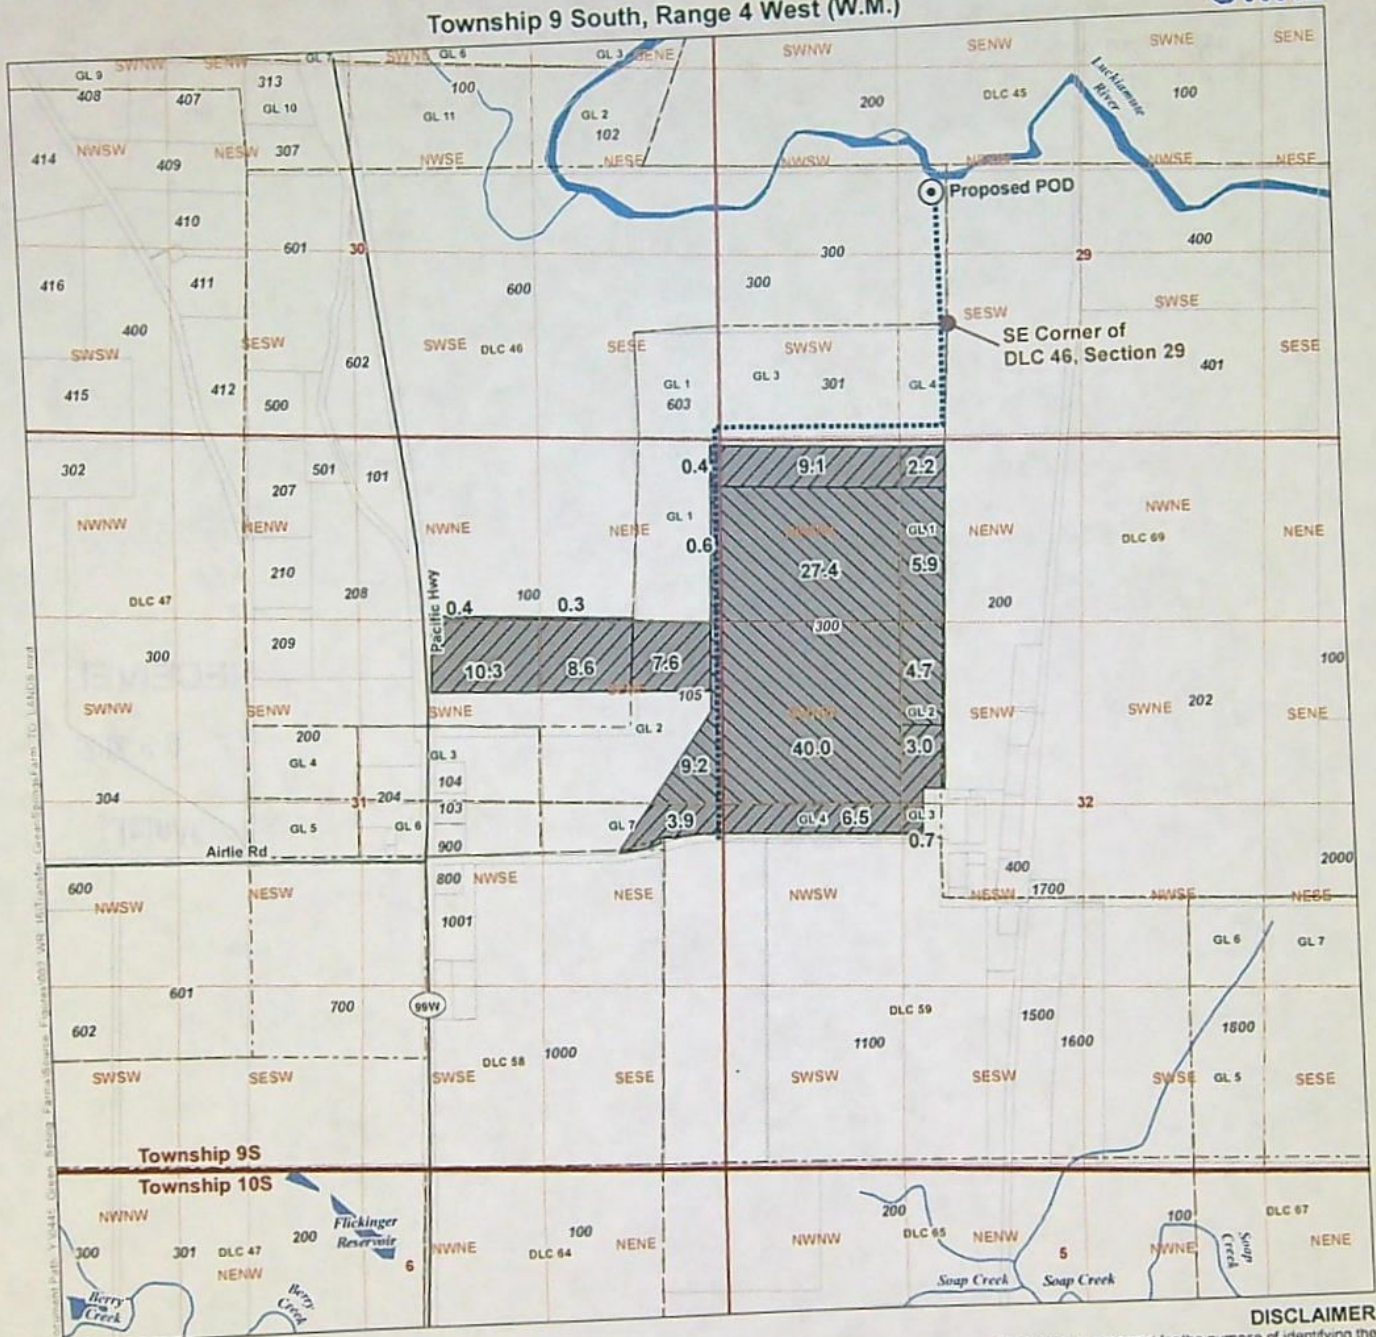 Township 9 South, Range 4 West (W.M.)
SWNW SENW GL 7 SWNE GL 6 GL 3 SENE SWNW SENW SWNE SENE
GL 9 313 100 GL 2 200 DLC 45 Luckiamute River 100
408 407 GL 10 GL 11 102
414 NWSW 409 NESW 307 NWSE NESE NWSW NWSE NESE
Proposed POD
410 601 30 300 29 400
416 411 600 300
400 SESW SWSE
SWSW SESW 602 SWSE DLC 46 SESE SWSW SE Corner of
DLC 46, Section 29 401 SESE
415 412 500 GL 1 603 GL 3 301 GL 4
302 501 101 0.4 9.1 2.2
207 GL 1 NWNE
NWNW NENW NWNE NENE GL 1 NENW DLC 69 NENE
0.6 27.4 5.9
210 Pacific Hwy
DLC 47 208 0.4 100 0.3 200
300 209 300 100
10.3 8.6 7.6 4.7
SWNW SENW SWNE 105 GL 2 SENW SWNE 202 SENE
200 GL 2
GL 4 GL 3 9.2 40.0 3.0
104
304 31 204 103 32
GL 5 GL 6 GL 7 3.9 GL 4 6.5 GL 3
Airlie Rd 900 0.7 2000
600 800 NWSE 400
NWSW NESW NESE NWSW NESW 1700 NWSE NESE
1001
GL 6 GL 7
601 700 99W
602 DLC 59 1500 1800
DLC 58 1000 1100 1600
SWSW SESW SWSE SESE SWSW SESW SWSE GL 5 SESE
Township 9S
Township 10S
NWNW 200 Flickinger Reservoir 100 200 100 DLC 67
300 301 DLC 47 NWNE DLC 64 NENE NWNW DLC 65 NENW NWNE Soap Creek NENE
NENW 6 5
Berry Creek Berry Creek Soap Creek Soap Creek
DISCLAIMER